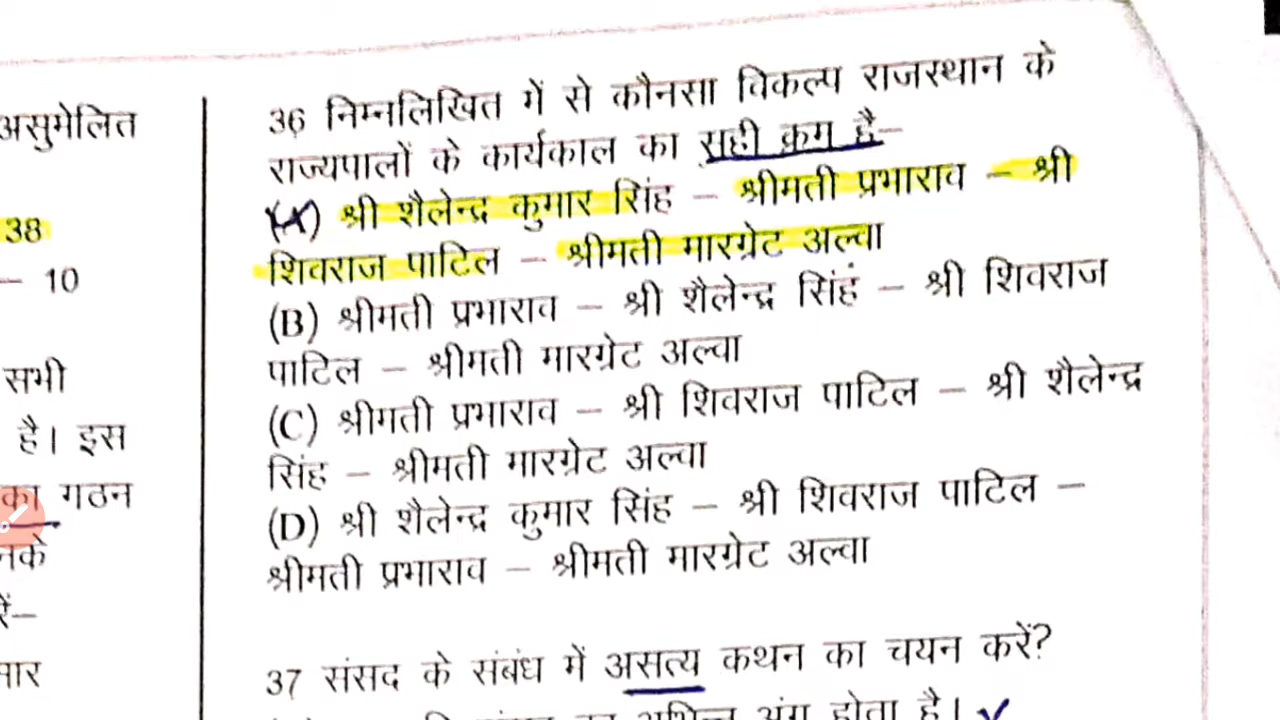 असुमेलित
38
– 10
सभी
है। इस
का गठन
नके
रें–
मार
36 निम्नलिखित में से कौनसा विकल्प राजस्थान के
राज्यपालों के कार्यकाल का सही क्रम है–
(A) श्री शैलेन्द्र कुमार सिंह – श्रीमती प्रभाराव – श्री
शिवराज पाटिल – श्रीमती मारग्रेट अल्वा
(B) श्रीमती प्रभाराव – श्री शैलेन्द्र सिंहं – श्री शिवराज
पाटिल – श्रीमती मारग्रेट अल्वा
(C) श्रीमती प्रभाराव – श्री शिवराज पाटिल – श्री शैलेन्द्र
सिंह – श्रीमती मारग्रेट अल्वा
(D) श्री शैलेन्द्र कुमार सिंह – श्री शिवराज पाटिल –
श्रीमती प्रभाराव – श्रीमती मारग्रेट अल्वा
37 संसद के संबंध में असत्य कथन का चयन करें?
अभिन्न अंग होता है।